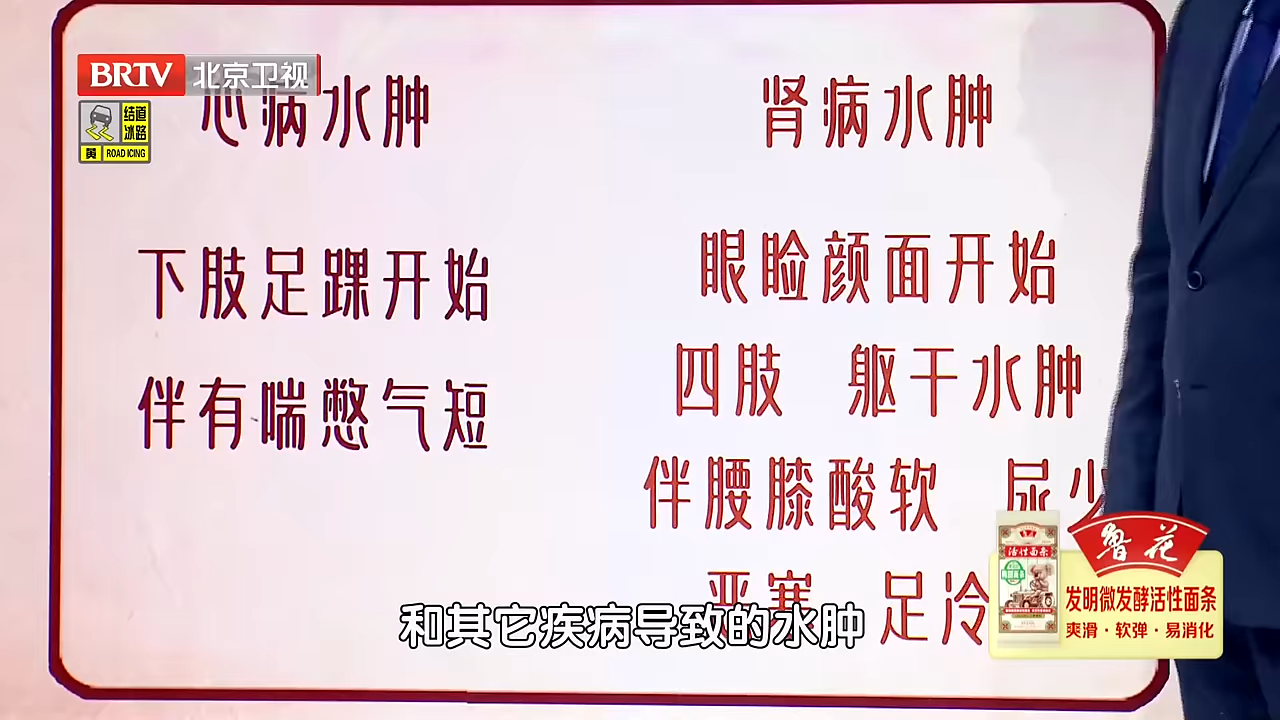 BRTV 北京卫视
结道
冰路
黄 ROAD ICING
心病水肿
下肢足踝开始
伴有喘憋气短
肾病水肿
眼睑颜面开始
四肢 躯干水肿
伴腰膝酸软 尿少
恶寒 足冷
和其它疾病导致的水肿
鲁花
活性面条
发明微发酵活性面条
爽滑·软弹·易消化